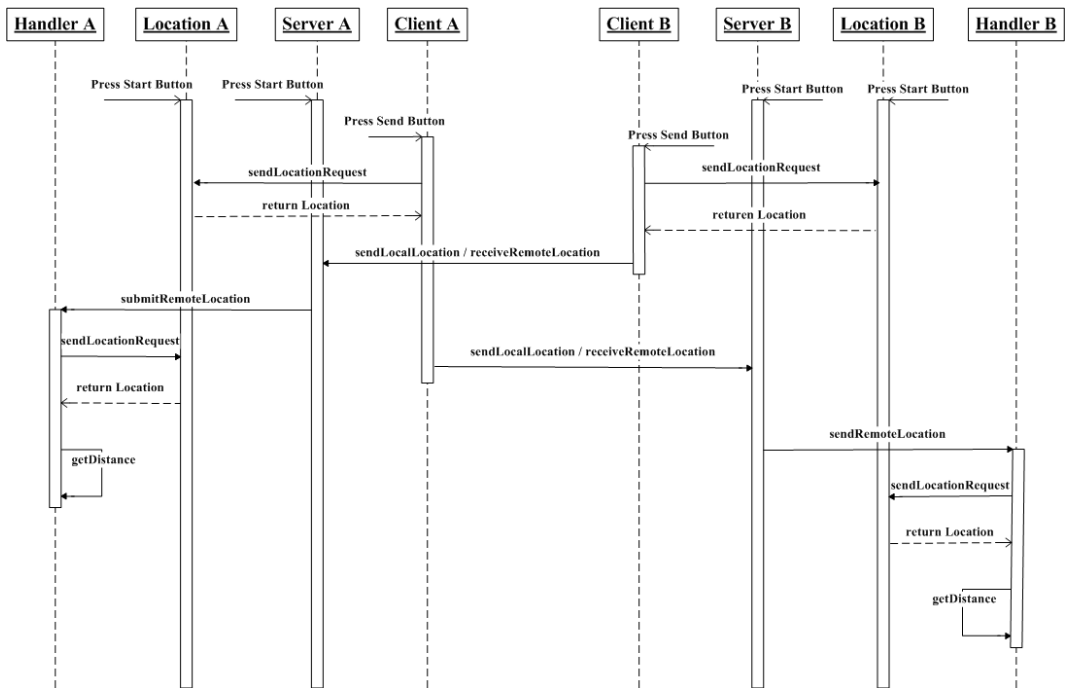 Handler A
Location A
Server A
Client A
Client B
Server B
Location B
Handler B
Press Start Button
Press Start Button
Press Start Button
Press Start Button
Press Send Button
Press Send Button
sendLocationRequest
sendLocationRequest
return Location
returen Location
sendLocalLocation / receiveRemoteLocation
submitRemoteLocation
sendLocationRequest
sendLocalLocation / receiveRemoteLocation
return Location
sendRemoteLocation
getDistance
sendLocationRequest
return Location
getDistance